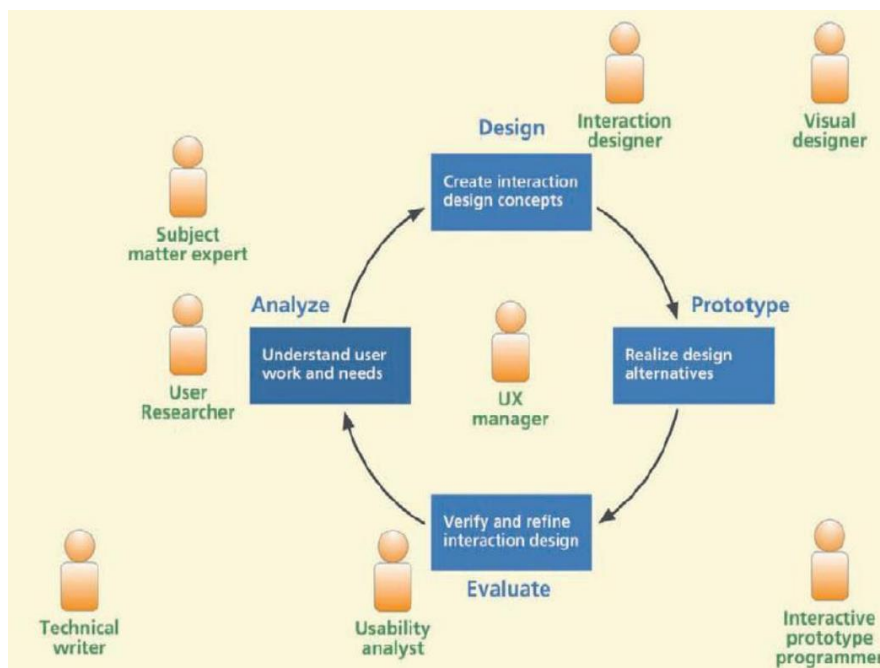 Interaction
designer
Visual
designer
Design
Create interaction
design concepts
Subject
matter expert
Analyze
Prototype
Understand user
work and needs
Realize design
alternatives
User
Researcher
UX
manager
Verify and refine
interaction design
Evaluate
Technical
writer
Usability
analyst
Interactive
prototype
programmer